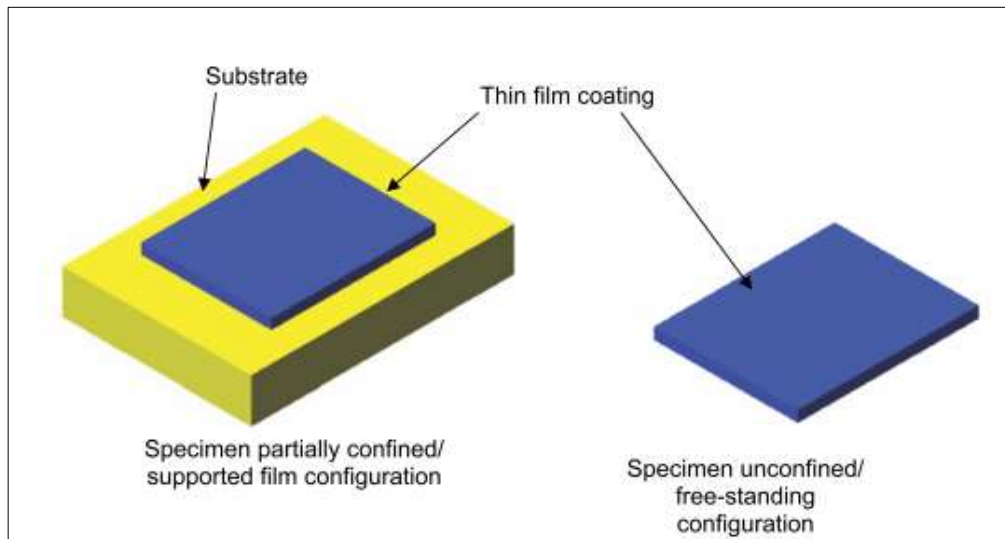 Substrate
Thin film coating
Specimen partially confined/
supported film configuration
Specimen unconfined/
free-standing
configuration